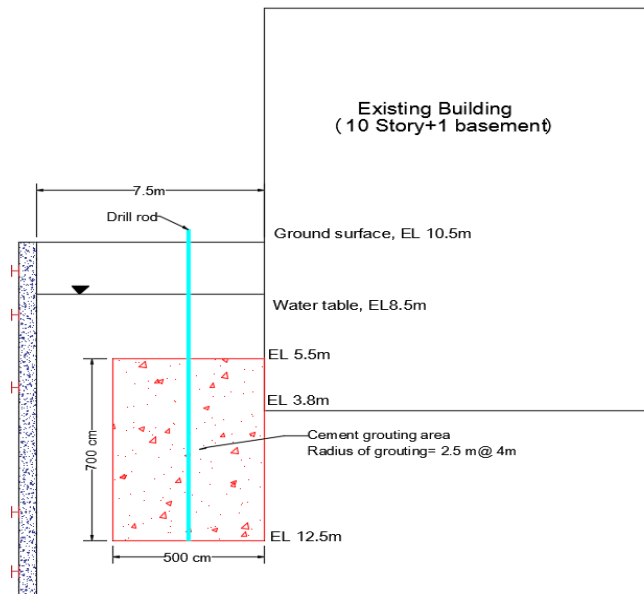 Existing Building
( 10 Story+1 basement)
7.5m
Drill rod
Ground surface, EL 10.5m
Water table, EL8.5m
EL 5.5m
EL 3.8m
700 cm
Cement grouting area
Radius of grouting= 2.5 m@ 4m
EL 12.5m
500 cm